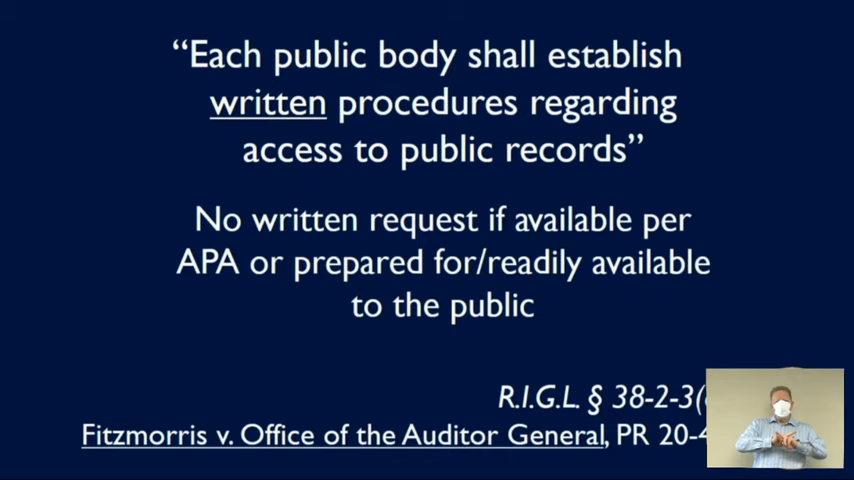 “Each public body shall establish
written procedures regarding
access to public records”
No written request if available per
APA or prepared for/readily available
to the public
R.I.G.L. § 38-2-3(
Fitzmorris v. Office of the Auditor General, PR 20-4